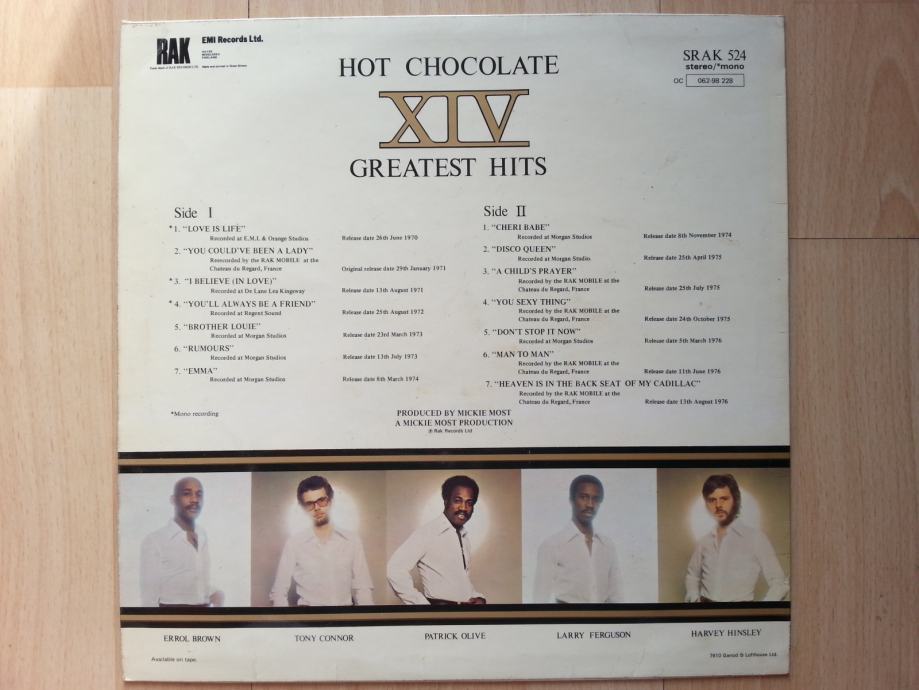 RAK
EMI Records Ltd.
HAYES
MIDDLESEX
ENGLAND
SRAK 524
stereo/*mono
OC 062-98 228
HOT CHOCOLATE
XIV
GREATEST HITS
Side I
*1. "LOVE IS LIFE"
Recorded at E.M.I. & Orange Studios Release date 26th June 1970
2. "YOU COULD'VE BEEN A LADY"
Rerecorded by the RAK MOBILE at the
Chateau du Regard, France Original release date 29th January 1971
*3. "I BELIEVE (IN LOVE)"
Recorded at De Lane Lea Kingsway Release date 13th August 1971
*4. "YOU'LL ALWAYS BE A FRIEND"
Recorded at Regent Sound Release date 25th August 1972
5. "BROTHER LOUIE"
Recorded at Morgan Studios Release date 23rd March 1973
6. "RUMOURS"
Recorded at Morgan Studios Release date 13th July 1973
7. "EMMA"
Recorded at Morgan Studios Release date 8th March 1974
Side II
1. "CHERI BABE"
Recorded at Morgan Studios Release date 8th November 1974
2. "DISCO QUEEN"
Recorded at Morgan Studio. Release date 25th April 1975
3. "A CHILD'S PRAYER"
Recorded by the RAK MOBILE at the
Chateau du Regard, France Release date 25th July 1975
4. "YOU SEXY THING"
Recorded by the RAK MOBILE at the
Chateau du Regard, France Release date 24th October 1975
5. "DON'T STOP IT NOW"
Recorded at Morgan Studios Release date 5th March 1976
6. "MAN TO MAN"
Recorded by the RAK MOBILE at the
Chateau du Regard, France Release date 11th June 1976
7. "HEAVEN IS IN THE BACK SEAT OF MY CADILLAC"
Recorded by the RAK MOBILE at the
Chateau du Regard, France Release date 13th August 1976
*Mono recording
PRODUCED BY MICKIE MOST
A MICKIE MOST PRODUCTION
℗ Rak Records Ltd
ERROL BROWN
TONY CONNOR
PATRICK OLIVE
LARRY FERGUSON
HARVEY HINSLEY
Available on tape.
7610 Garrod & Lofthouse Ltd.